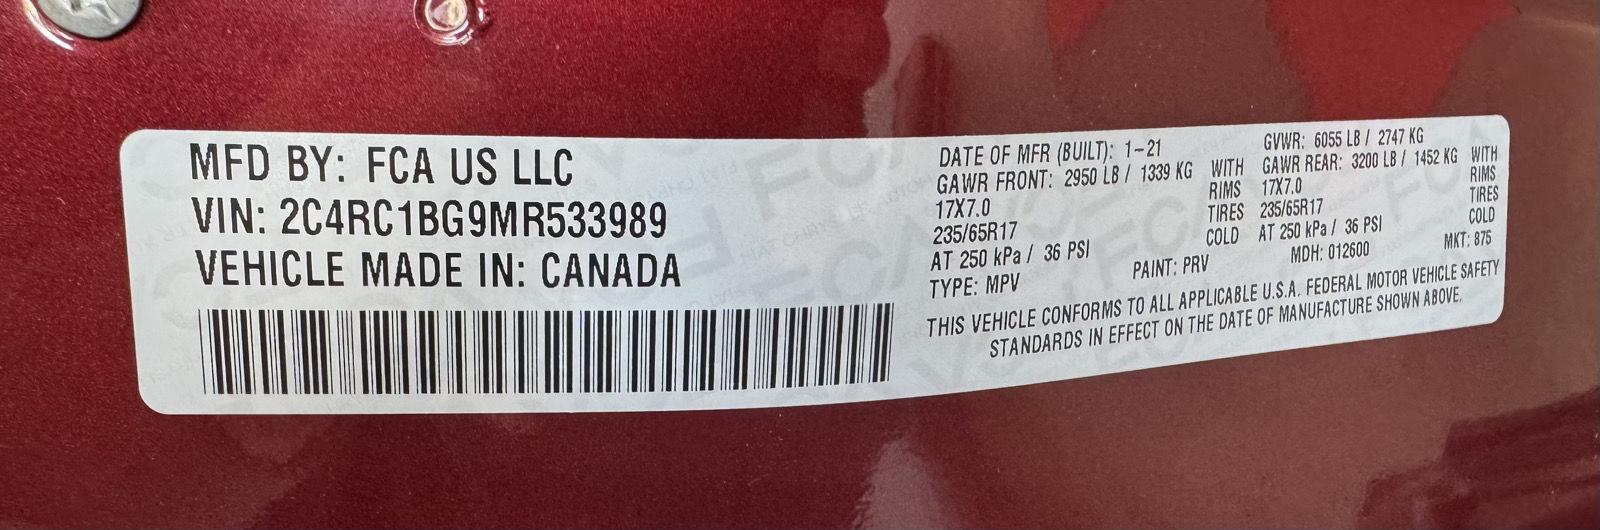 MFD BY: FCA US LLC
VIN: 2C4RC1BG9MR533989
VEHICLE MADE IN: CANADA
DATE OF MFR (BUILT): 1-21 GVWR: 6055 LB / 2747 KG
GAWR FRONT: 2950 LB / 1339 KG WITH GAWR REAR: 3200 LB / 1452 KG WITH
17X7.0 RIMS 17X7.0 RIMS
235/65R17 TIRES 235/65R17 TIRES
AT 250 kPa / 36 PSI COLD AT 250 kPa / 36 PSI COLD
TYPE: MPV PAINT: PRV MDH: 012600 MKT: 875
THIS VEHICLE CONFORMS TO ALL APPLICABLE U.S.A. FEDERAL MOTOR VEHICLE SAFETY
STANDARDS IN EFFECT ON THE DATE OF MANUFACTURE SHOWN ABOVE.